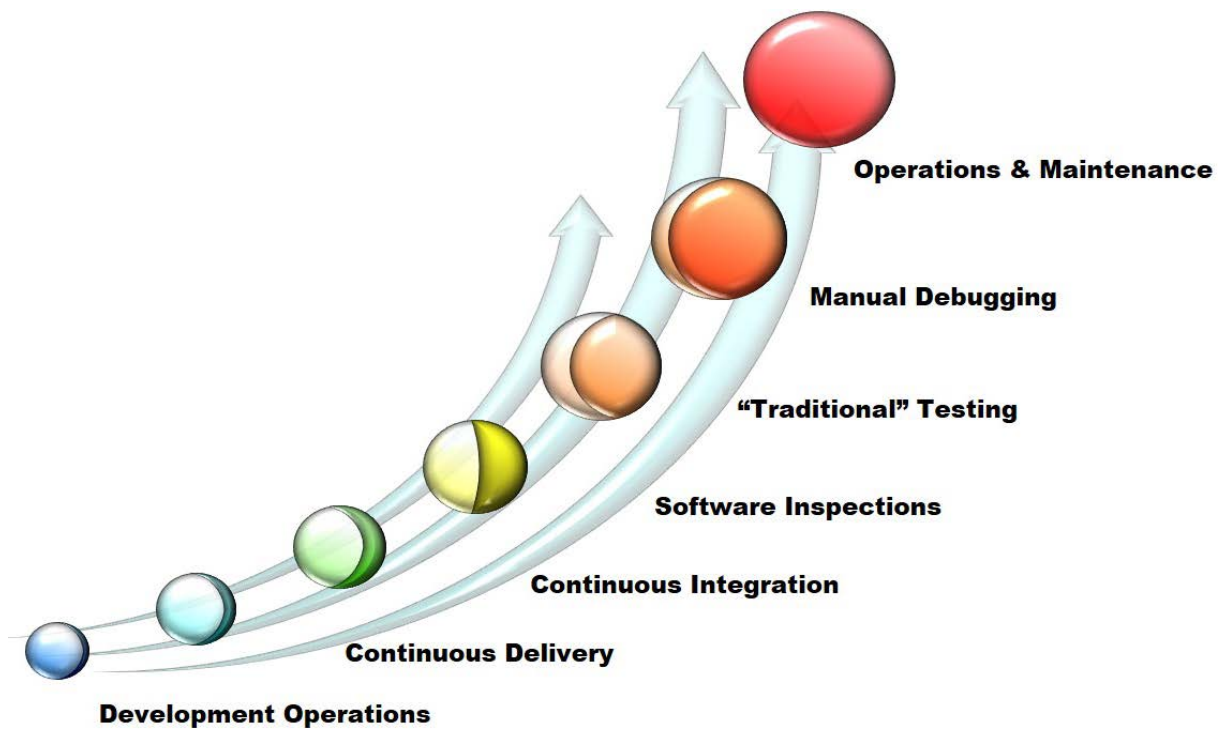 Operations & Maintenance
Manual Debugging
“Traditional” Testing
Software Inspections
Continuous Integration
Continuous Delivery
Development Operations